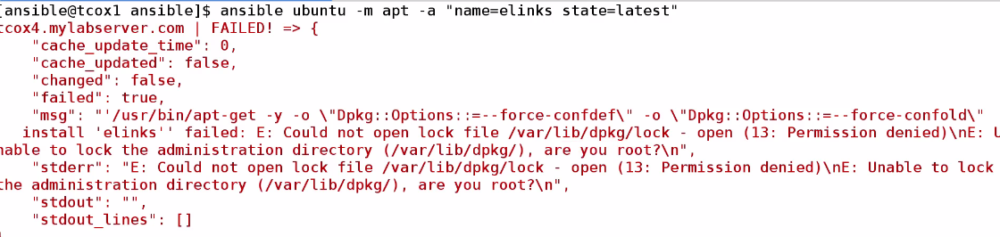 [ansible@tcox1 ansible]$ ansible ubuntu -m apt -a "name=elinks state=latest"
tcox4.mylabserver.com | FAILED! => {
    "cache_update_time": 0,
    "cache_updated": false,
    "changed": false,
    "failed": true,
    "msg": "'/usr/bin/apt-get -y -o \"Dpkg::Options::=--force-confdef\" -o \"Dpkg::Options::=--force-confold\"
   install 'elinks'' failed: E: Could not open lock file /var/lib/dpkg/lock - open (13: Permission denied)\nE: U
nable to lock the administration directory (/var/lib/dpkg/), are you root?\n",
    "stderr": "E: Could not open lock file /var/lib/dpkg/lock - open (13: Permission denied)\nE: Unable to lock
the administration directory (/var/lib/dpkg/), are you root?\n",
    "stdout": "",
    "stdout_lines": []